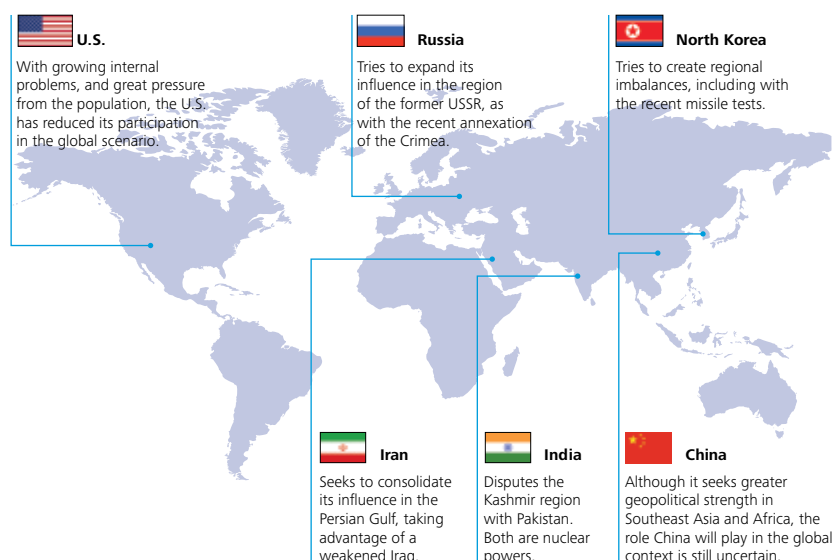 U.S.
With growing internal
problems, and great pressure
from the population, the U.S.
has reduced its participation
in the global scenario.
Russia
Tries to expand its
influence in the region
of the former USSR, as
with the recent annexation
of the Crimea.
North Korea
Tries to create regional
imbalances, including with
the recent missile tests.
Iran
Seeks to consolidate
its influence in the
Persian Gulf, taking
advantage of a
weakened Iraq.
India
Disputes the
Kashmir region
with Pakistan.
Both are nuclear
powers.
China
Although it seeks greater
geopolitical strength in
Southeast Asia and Africa, the
role China will play in the global
context is still uncertain.